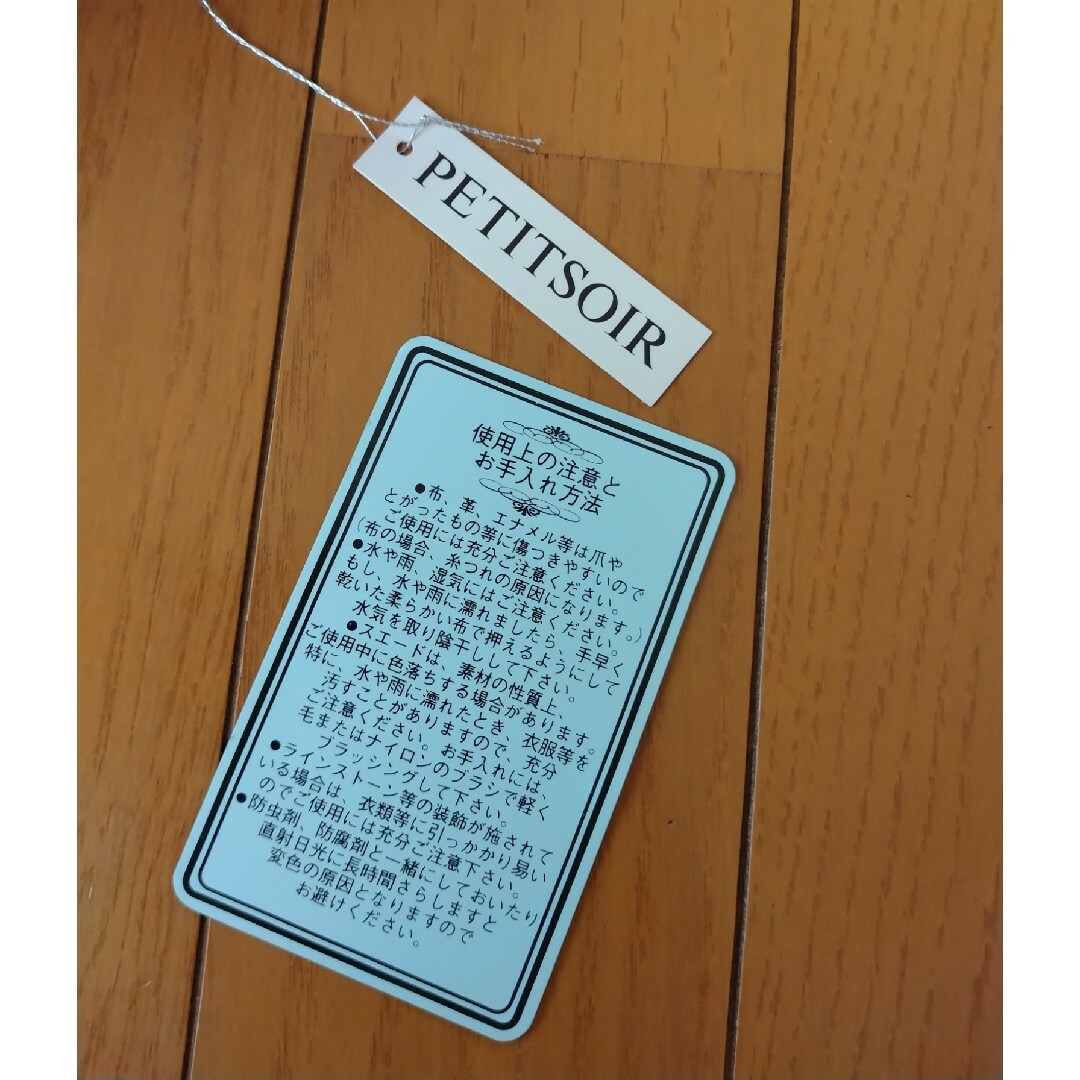 PETITSOIR
使用上の注意と
お手入れ方法
●布、革、エナメル等は爪や
とがったもの等に傷つきやすいので
ご使用には充分ご注意ください。
(布の場合、糸つれの原因になります。)
●水や雨、湿気にはご注意ください。
もし、水や雨に濡れましたら、手早く
乾いた柔らかい布で押えるようにして
水気を取り陰干しして下さい。
●スエードは、素材の性質上、
ご使用中に色落ちする場合があります。
特に、水や雨に濡れたとき、衣服等を
汚すことがありますので、充分
ご注意ください。お手入れには
毛またはナイロンのブラシで軽く
ブラッシングして下さい。
●ラインストーン等の装飾が施されて
いる場合は、衣類等に引っかかり易い
のでご使用には充分ご注意下さい。
●防虫剤、防腐剤と一緒にしておいたり
直射日光に長時間さらしますと
変色の原因となりますので
お避けください。